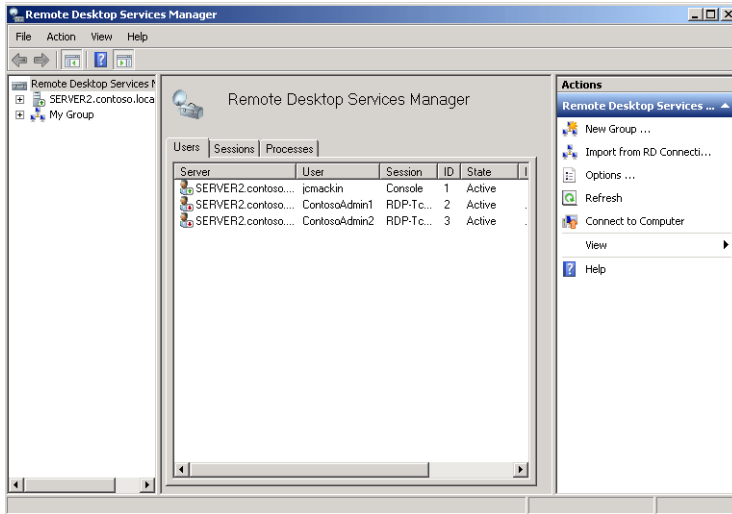 Remote Desktop Services Manager
File Action View Help
Remote Desktop Services M
SERVER2.contoso.loca
My Group
Remote Desktop Services Manager
Users Sessions Processes
Server User Session ID State I
SERVER2.contoso.... jcmackin Console 1 Active
SERVER2.contoso.... ContosoAdmin1 RDP-Tc... 2 Active .
SERVER2.contoso.... ContosoAdmin2 RDP-Tc... 3 Active .
Actions
Remote Desktop Services ...
New Group ...
Import from RD Connecti...
Options ...
Refresh
Connect to Computer
View
Help